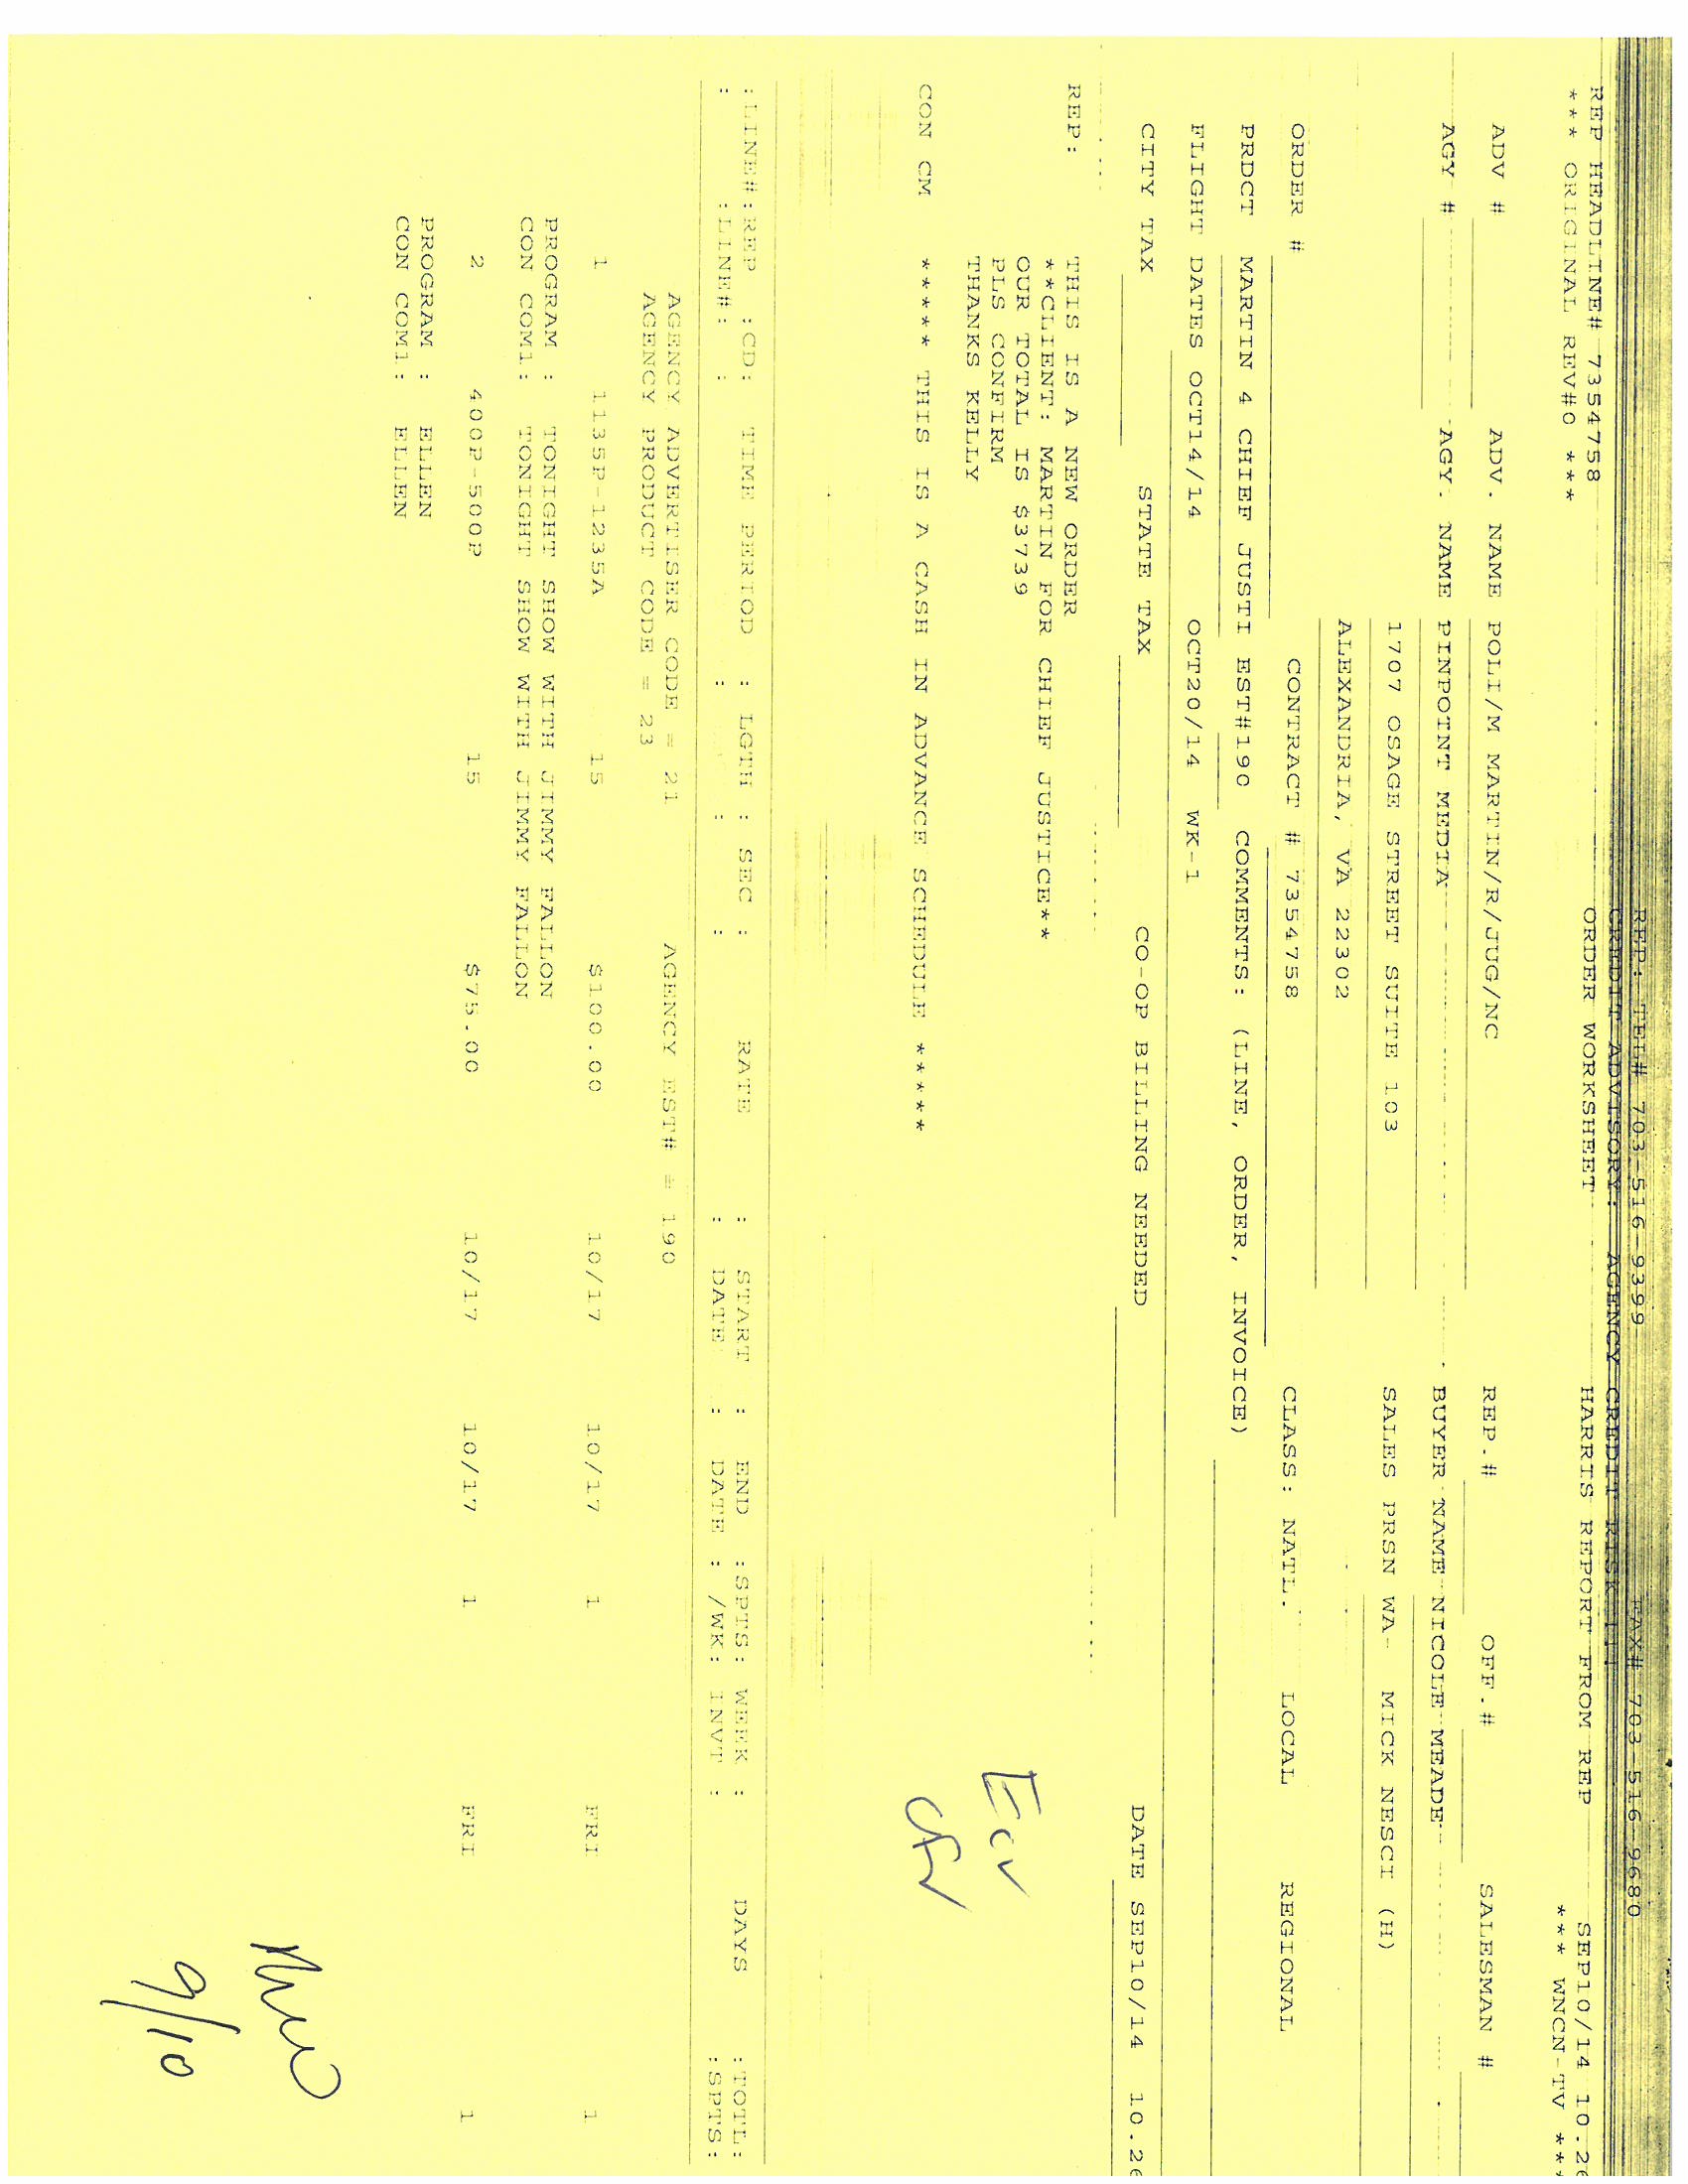 REP: TEL# 703-516-9399 FAX# 703-516-9680
CREDIT ADVISORY: AGENCY CREDIT RISK
ORDER WORKSHEET HARRIS REPORT FROM REP SEP10/14 10.26
REP HEADLINE# 7354758 *** WNCN-TV ***
*** ORIGINAL REV#0 ***
ADV # ADV. NAME POLI/M MARTIN/R/JUG/NC REP.# OFF.# SALESMAN #
AGY # AGY. NAME PINPOINT MEDIA BUYER NAME NICOLE MEADE
1707 OSAGE STREET SUITE 103 SALES PRSN WA- MICK NESCI (H)
ALEXANDRIA, VA 22302
ORDER # CONTRACT # 7354758 CLASS: NATL. LOCAL REGIONAL
PRDCT MARTIN 4 CHIEF JUSTI EST#190 COMMENTS: (LINE, ORDER, INVOICE)
FLIGHT DATES OCT14/14 OCT20/14 WK-1
CITY TAX STATE TAX CO-OP BILLING NEEDED DATE SEP10/14 10.26
REP: THIS IS A NEW ORDER
**CLIENT: MARTIN FOR CHIEF JUSTICE**
OUR TOTAL IS $3739
PLS CONFIRM
THANKS KELLY
CON CM ***** THIS IS A CASH IN ADVANCE SCHEDULE *****
:LINE#:REP :CD: TIME PERIOD : LGTH : SEC : RATE : START : END :SPTS: WEEK : DAYS :TOTL:
: :LINE#: : : : : : DATE : DATE : /WK: INVT : :SPTS:
AGENCY ADVERTISER CODE = 21 AGENCY EST# = 190
AGENCY PRODUCT CODE = 23
1 1135P-1235A 15 $100.00 10/17 10/17 1 FRI 1
PROGRAM : TONIGHT SHOW WITH JIMMY FALLON
CON COM1: TONIGHT SHOW WITH JIMMY FALLON
2 400P-500P 15 $75.00 10/17 10/17 1 FRI 1
PROGRAM : ELLEN
CON COM1: ELLEN
9/10